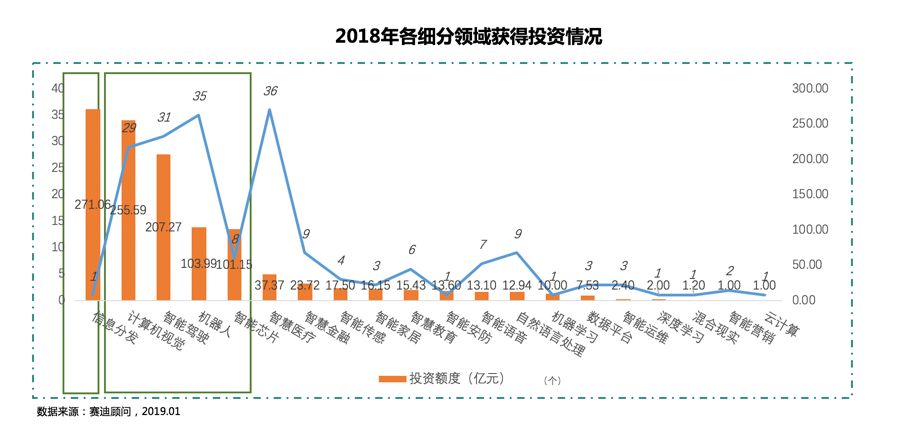 2018年各细分领域获得投资情况
40
35
30
25
20
15
10
5
0
300.00
250.00
200.00
150.00
100.00
50.00
0.00
271.06
255.59
207.27
103.99
101.15
37.37
23.72
17.50
16.15
15.43
13.60
13.10
12.94
10.00
7.53
2.40
2.00
1.20
1.00
1.00
1
29
31
35
8
36
9
4
3
6
1
7
9
1
3
3
1
1
2
1
信息分发
计算机视觉
智能驾驶
机器人
智能芯片
智慧医疗
智慧金融
智能传感
智能家居
智慧教育
智能安防
智能语音
自然语言处理
机器学习
数据平台
智能运维
深度学习
混合现实
智能营销
云计算
投资额度（亿元） （个）
数据来源：赛迪顾问，2019.01